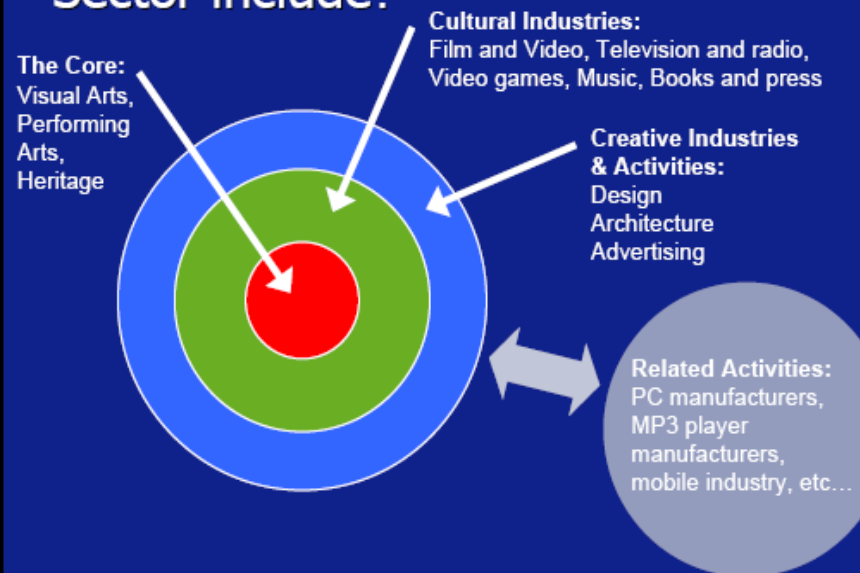 Sector include?
Cultural Industries:
Film and Video, Television and radio,
Video games, Music, Books and press
The Core:
Visual Arts,
Performing
Arts,
Heritage
Creative Industries
& Activities:
Design
Architecture
Advertising
Related Activities:
PC manufacturers,
MP3 player
manufacturers,
mobile industry, etc…